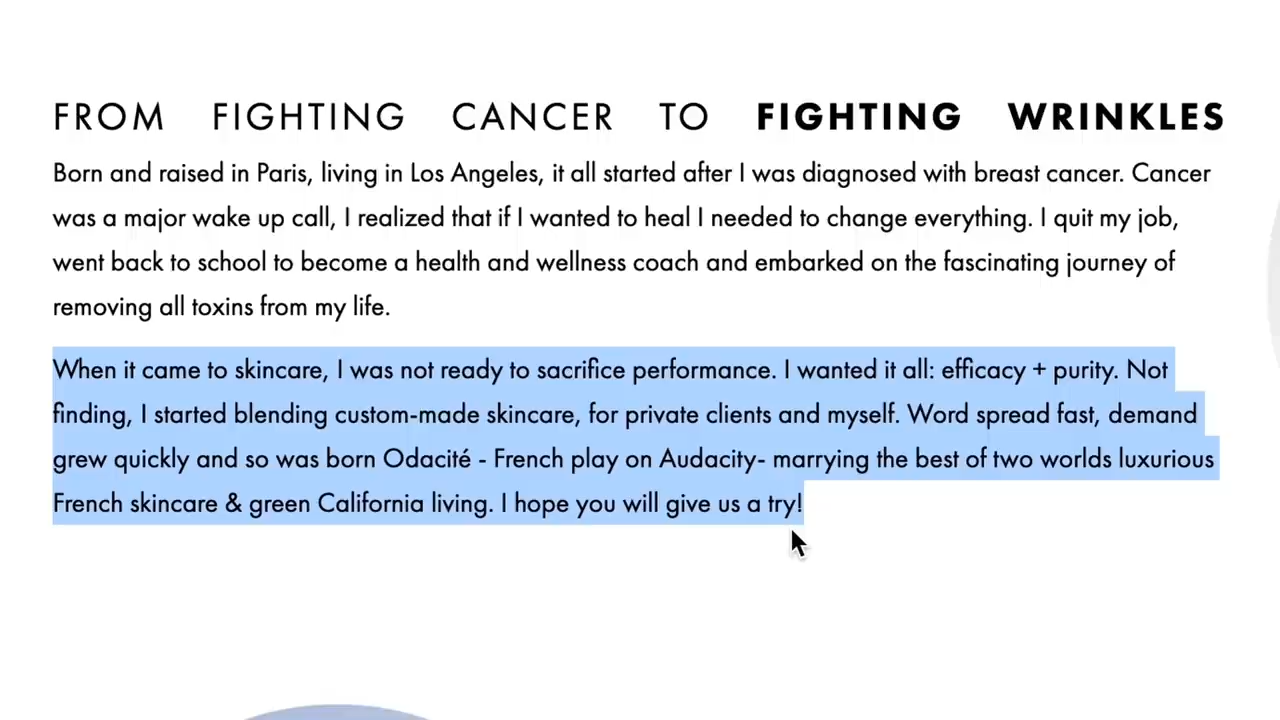 FROM FIGHTING CANCER TO FIGHTING WRINKLES
Born and raised in Paris, living in Los Angeles, it all started after I was diagnosed with breast cancer. Cancer
was a major wake up call, I realized that if I wanted to heal I needed to change everything. I quit my job,
went back to school to become a health and wellness coach and embarked on the fascinating journey of
removing all toxins from my life.
When it came to skincare, I was not ready to sacrifice performance. I wanted it all: efficacy + purity. Not
finding, I started blending custom-made skincare, for private clients and myself. Word spread fast, demand
grew quickly and so was born Odacité - French play on Audacity- marrying the best of two worlds luxurious
French skincare & green California living. I hope you will give us a try!